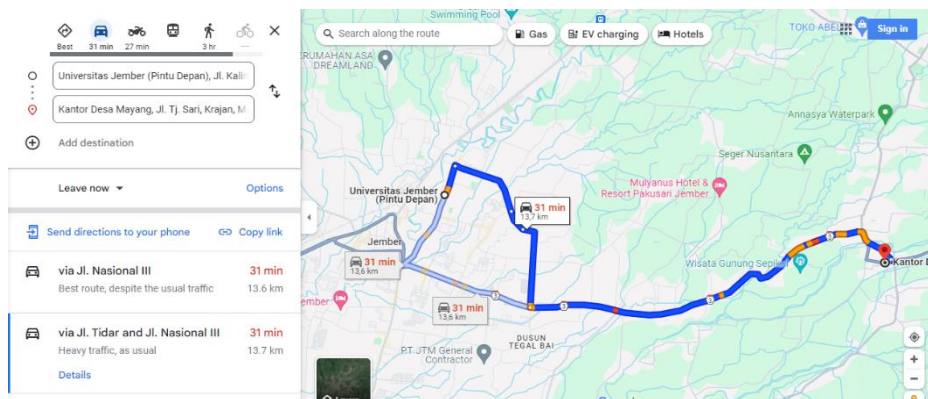 Best
31 min
27 min
3 hr
Universitas Jember (Pintu Depan), Jl. Kalin
Kantor Desa Mayang, Jl. Tj. Sari, Krajan, M
Add destination
Leave now
Options
Send directions to your phone
Copy link
via Jl. Nasional III
31 min
Best route, despite the usual traffic
13.6 km
via Jl. Tidar and Jl. Nasional III
31 min
Heavy traffic, as usual
13.7 km
Details
Swimming Pool
Search along the route
Gas
EV charging
Hotels
Sign in
RUMAHAN ASA
DREAMLAND
Annasya Waterpark
Seger Nusantara
Mulyanus Hotel &
Resort Pakusari Jember
Universitas Jember
(Pintu Depan)
31 min
13,7 km
Jember
31 min
13,6 km
Wisata Gunung Sepikul
Kantor D
ember
31 min
13,6 km
3
3
3
3
DUSUN
TEGAL BAI
PT JTM General
Contractor